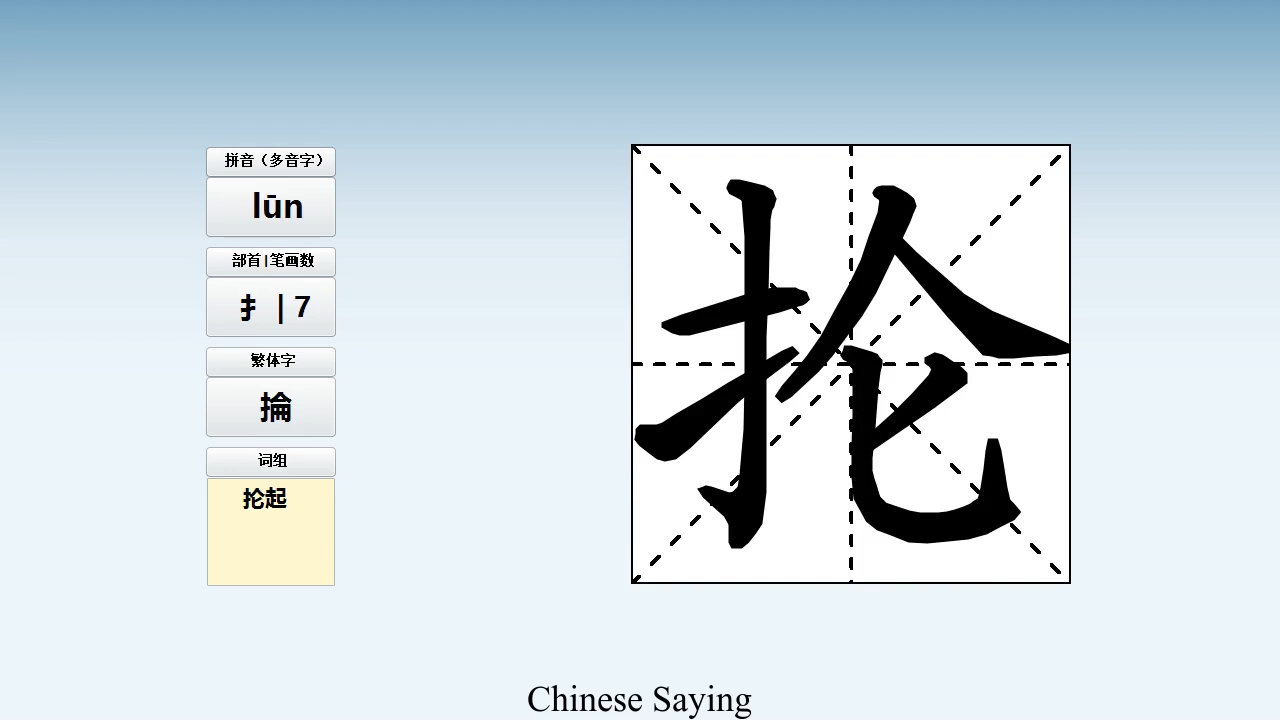 拼音（多音字）
lūn
部首|笔画数
扌 | 7
繁体字
掄
词组
抡起
抡
Chinese Saying